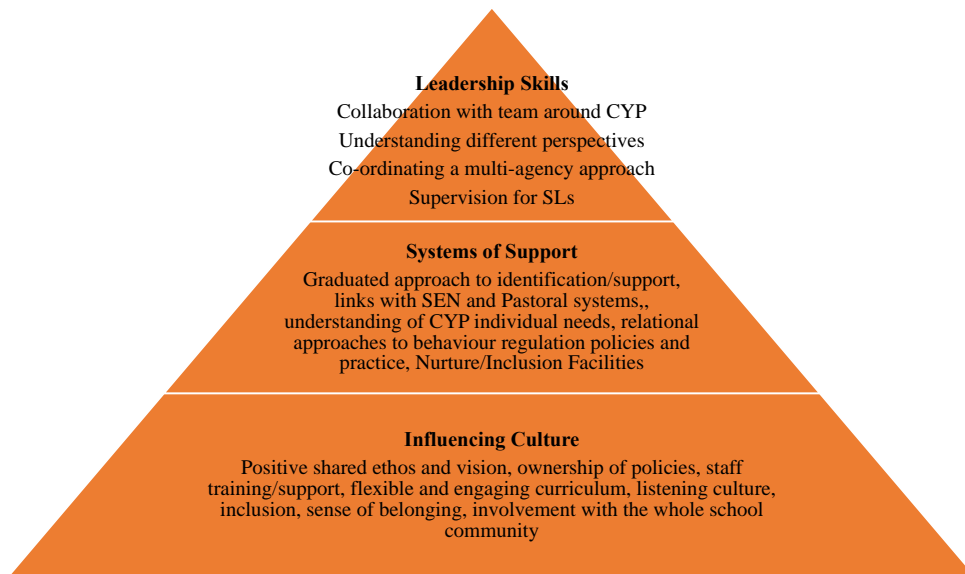 Leadership Skills
Collaboration with team around CYP
Understanding different perspectives
Co-ordinating a multi-agency approach
Supervision for SLs
Systems of Support
Graduated approach to identification/support,
links with SEN and Pastoral systems,,
understanding of CYP individual needs, relational
approaches to behaviour regulation policies and
practice, Nurture/Inclusion Facilities
Influencing Culture
Positive shared ethos and vision, ownership of policies, staff
training/support, flexible and engaging curriculum, listening culture,
inclusion, sense of belonging, involvement with the whole school
community